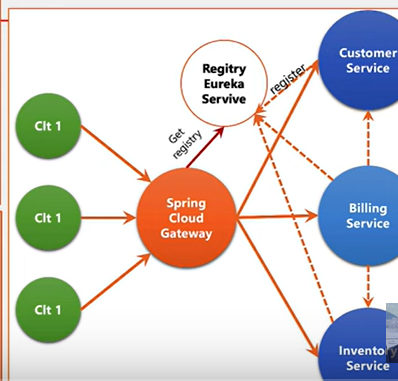 Customer
Service
Regitry
Eureka
Servive
register
Clt 1
Get
registry
Clt 1
Spring
Cloud
Gateway
Billing
Service
Clt 1
Inventory
Service